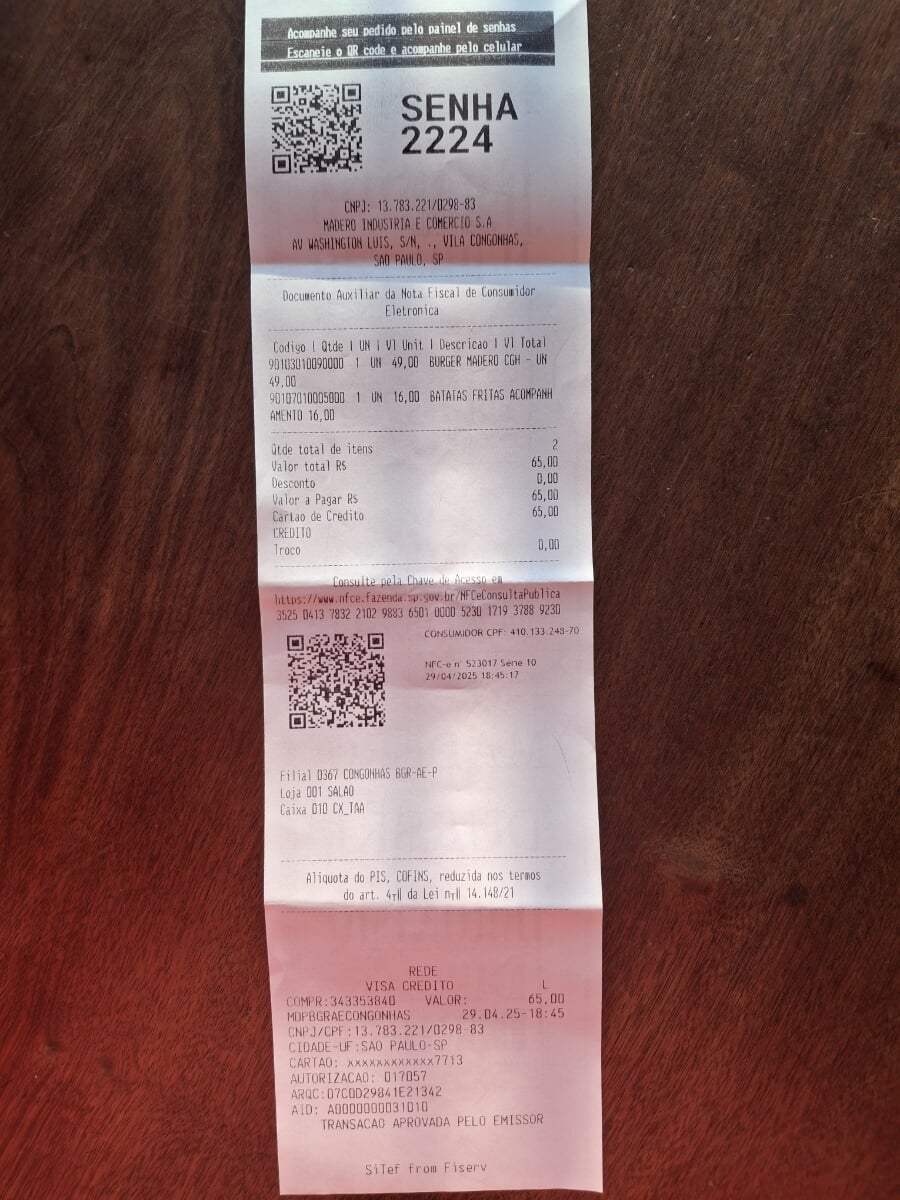 Acompanhe seu pedido pelo painel de senhas
Escaneie o QR code e acompanhe pelo celular
SENHA
2224
CNPJ: 13.783.221/0298-83
MADERO INDUSTRIA E COMERCIO S.A
AV WASHINGTON LUIS, S/N, ., VILA CONGONHAS,
SAO PAULO, SP
Documento Auxiliar da Nota Fiscal de Consumidor
Eletronica
Codigo | Qtde | UN | Vl Unit | Descricao | Vl Total
90103010090000 1 UN 49,00 BURGER MADERO CGH - UN
49,00
90107010005000 1 UN 16,00 BATATAS FRITAS ACOMPANH
AMENTO 16,00
Qtde total de itens 2
Valor total R$ 65,00
Desconto 0,00
Valor a Pagar R$ 65,00
Cartao de Credito 65,00
CREDITO
Troco 0,00
Consulte pela Chave de Acesso em
https://www.nfce.fazenda.sp.gov.br/NFCeConsultaPublica
3525 0413 7832 2102 9883 6501 0000 5230 1719 3788 9230
CONSUMIDOR CPF: 410.133.248-70
NFC-e nº 523017 Série 10
29/04/2025 18:45:17
Filial 0367 CONGONHAS BGR-AE-P
Loja 001 SALAO
Caixa 010 CX_TAA
Aliquota do PIS, COFINS, reduzida nos termos
do art. 4┬║ da Lei n┬║ 14.148/21
REDE
VISA CREDITO L
COMPR:343353840 VALOR: 65,00
MDPBGRAECONGONHAS 29.04.25-18:45
CNPJ/CPF:13.783.221/0298-83
CIDADE-UF:SAO PAULO-SP
CARTAO: xxxxxxxxxxxx7713
AUTORIZACAO: 017057
ARQC:07C0D29841E21342
AID: A0000000031010
TRANSACAO APROVADA PELO EMISSOR
SiTef from Fiserv